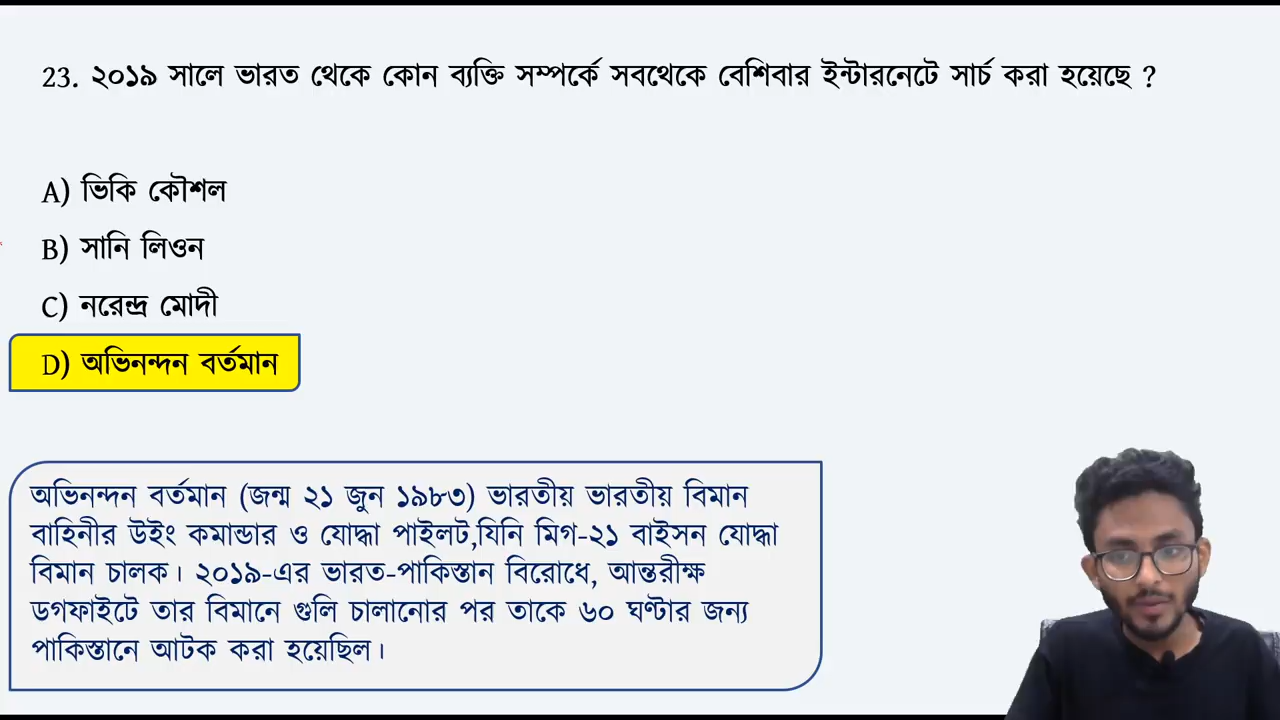 23. ২০১৯ সালে ভারত থেকে কোন ব্যক্তি সম্পর্কে সবথেকে বেশিবার ইন্টারনেটে সার্চ করা হয়েছে ?
A) ভিকি কৌশল
B) সানি লিওন
C) নরেন্দ্র মোদী
D) অভিনন্দন বর্তমান
অভিনন্দন বর্তমান (জন্ম ২১ জুন ১৯৮৩) ভারতীয় ভারতীয় বিমান
বাহিনীর উইং কমান্ডার ও যোদ্ধা পাইলট,যিনি মিগ-২১ বাইসন যোদ্ধা
বিমান চালক। ২০১৯-এর ভারত-পাকিস্তান বিরোধে, আন্তরীক্ষ
ডগফাইটে তার বিমানে গুলি চালানোর পর তাকে ৬০ ঘণ্টার জন্য
পাকিস্তানে আটক করা হয়েছিল।